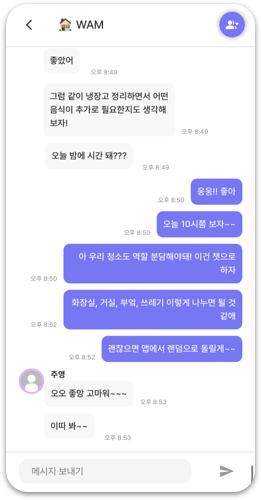 WAM
좋았어
오후 8:49
그럼 같이 냉장고 정리하면서 어떤
음식이 추가로 필요한지도 생각해
보자!
오후 8:49
오늘 밤에 시간 돼???
오후 8:49
웅웅!! 좋아
오후 8:50
오늘 10시쯤 보자~~
오후 8:50
아 우리 청소도 역할 분담해야돼! 이건 챗으로
하자
오후 8:50
화장실, 거실, 부엌, 쓰레기 이렇게 나누면 될 것
같애
오후 8:52
괜찮으면 앱에서 랜덤으로 돌릴게~~
오후 8:52
주영
오오 좋앙 고마워~~~
오후 8:53
이따 봐~~
오후 8:53
메시지 보내기